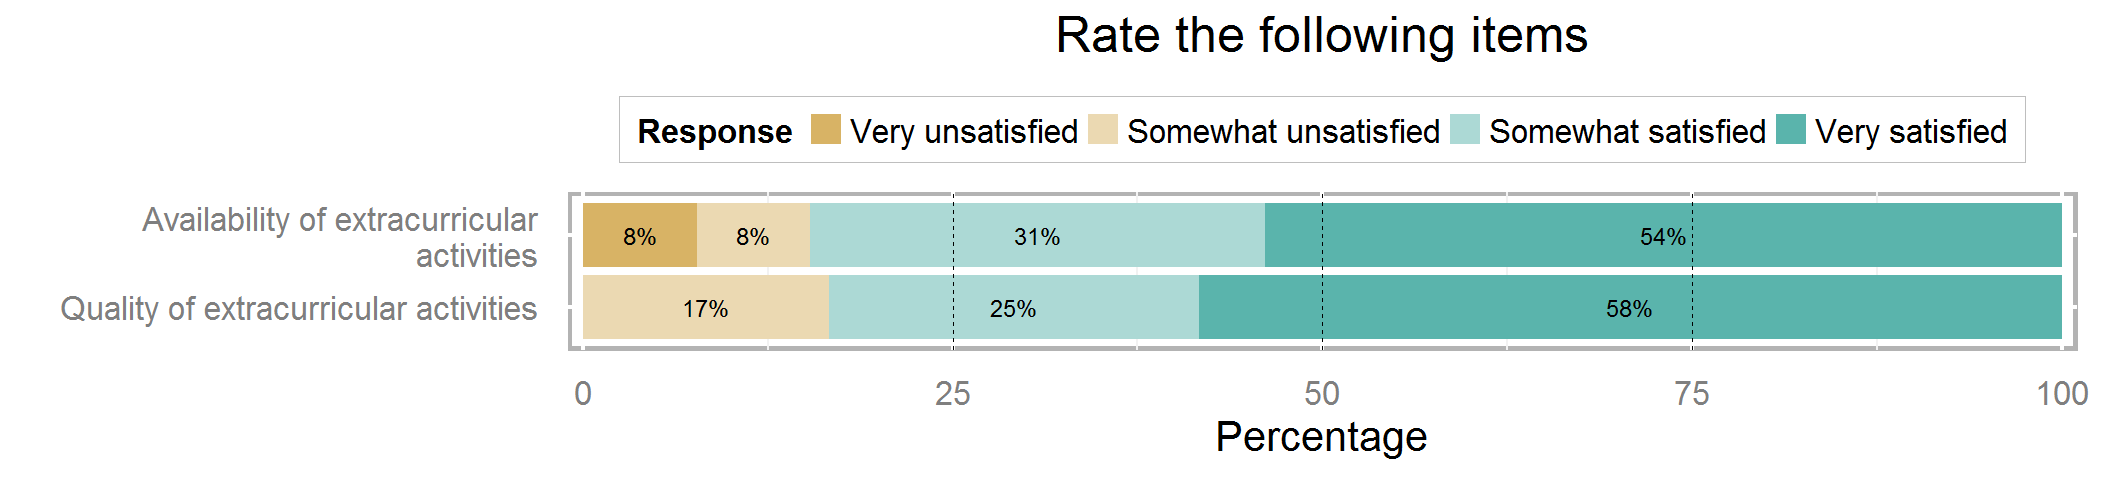 Rate the following items
Response Very unsatisfied Somewhat unsatisfied Somewhat satisfied Very satisfied
Availability of extracurricular
activities
8% 8% 31% 54%
Quality of extracurricular activities
17% 25% 58%
0 25 50 75 100
Percentage